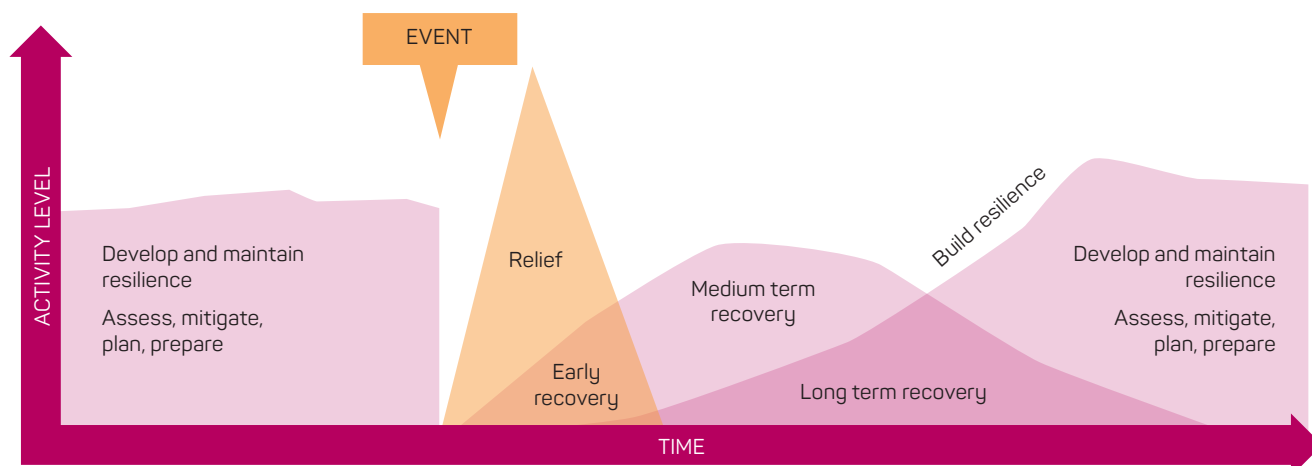 EVENT
ACTIVITY LEVEL
Develop and maintain
resilience
Assess, mitigate,
plan, prepare
Relief
Early
recovery
Medium term
recovery
Build resilience
Long term recovery
Develop and maintain
resilience
Assess, mitigate,
plan, prepare
TIME